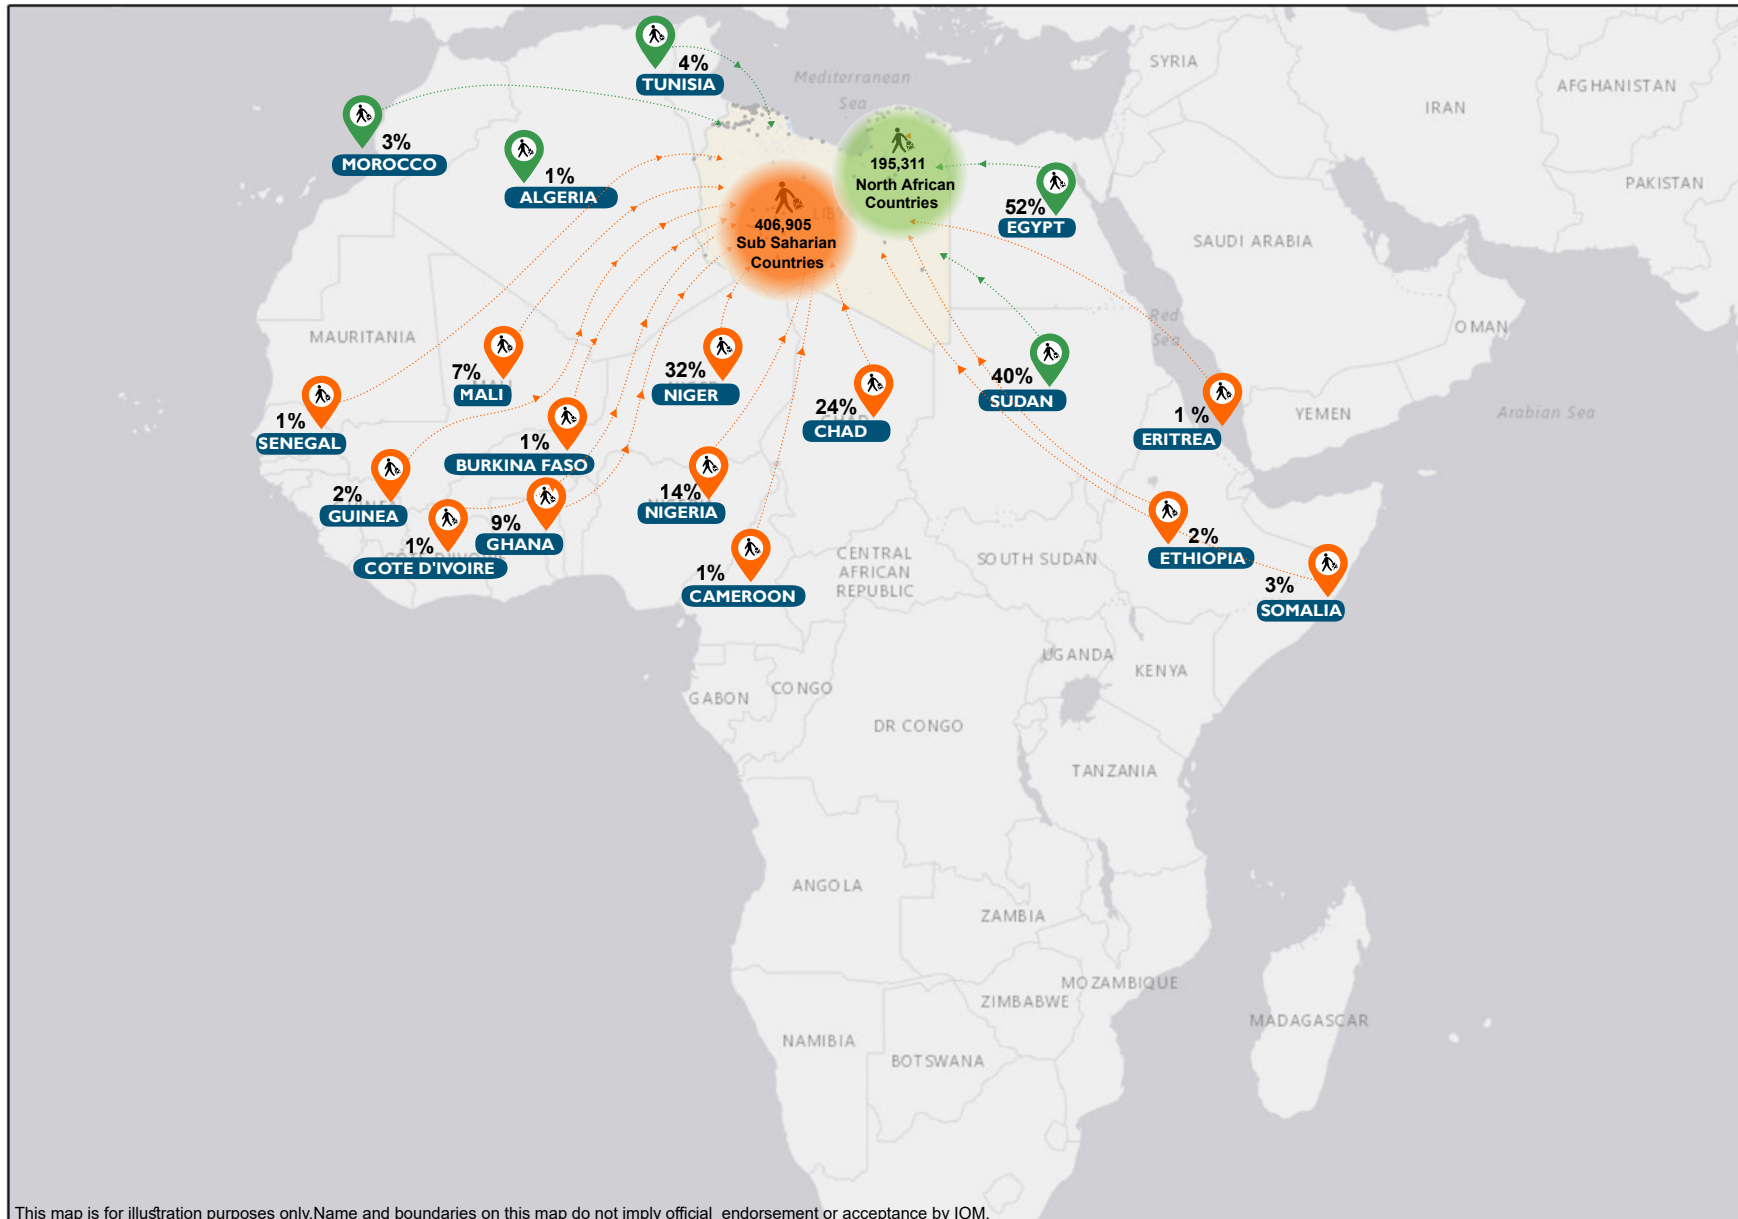 4%
TUNISIA
3%
MOROCCO
1%
ALGERIA
Mediterranean
Sea
SYRIA
IRAN
AFGHANISTAN
PAKISTAN
195,311
North African
Countries
406,905
Sub Saharian
Countries
52%
EGYPT
SAUDI ARABIA
OMAN
Red
Sea
MAURITANIA
7%
MALI
32%
NIGER
24%
CHAD
40%
SUDAN
1 %
ERITREA
YEMEN
Arabian Sea
1%
SENEGAL
1%
BURKINA FASO
2%
GUINEA
14%
NIGERIA
9%
GHANA
1%
COTE D'IVOIRE
1%
CAMEROON
CENTRAL
AFRICAN
REPUBLIC
SOUTH SUDAN
2%
ETHIOPIA
3%
SOMALIA
UGANDA
KENYA
GABON
CONGO
DR CONGO
TANZANIA
ANGOLA
ZAMBIA
MOZAMBIQUE
ZIMBABWE
MADAGASCAR
NAMIBIA
BOTSWANA
This map is for illustration purposes only.Name and boundaries on this map do not imply official endorsement or acceptance by IOM.